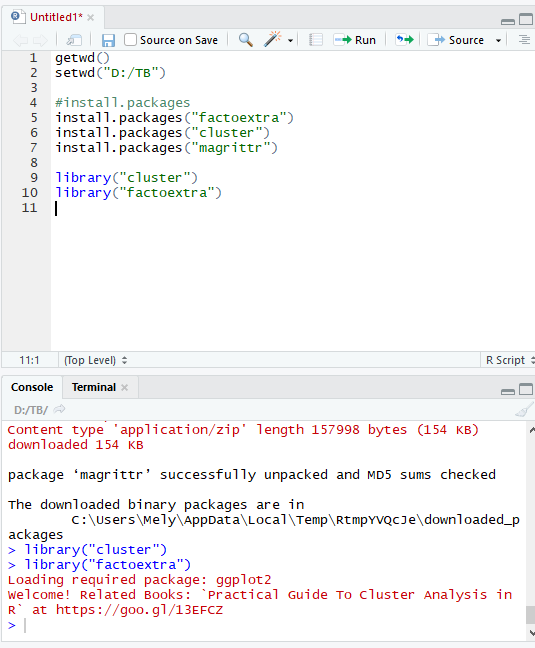 Untitled1*
Source on Save
Run
Source
1 getwd()
2 setwd("D:/TB")
3
4 #install.packages
5 install.packages("factoextra")
6 install.packages("cluster")
7 install.packages("magrittr")
8
9 library("cluster")
10 library("factoextra")
11
11:1 (Top Level) R Script
Console Terminal
D:/TB/
Content type 'application/zip' length 157998 bytes (154 KB)
downloaded 154 KB
package ‘magrittr’ successfully unpacked and MD5 sums checked
The downloaded binary packages are in
C:\Users\Mely\AppData\Local\Temp\RtmpYVQcJe\downloaded_p
ackages
> library("cluster")
> library("factoextra")
Loading required package: ggplot2
Welcome! Related Books: `Practical Guide To Cluster Analysis in
R` at https://goo.gl/13EFCZ
>